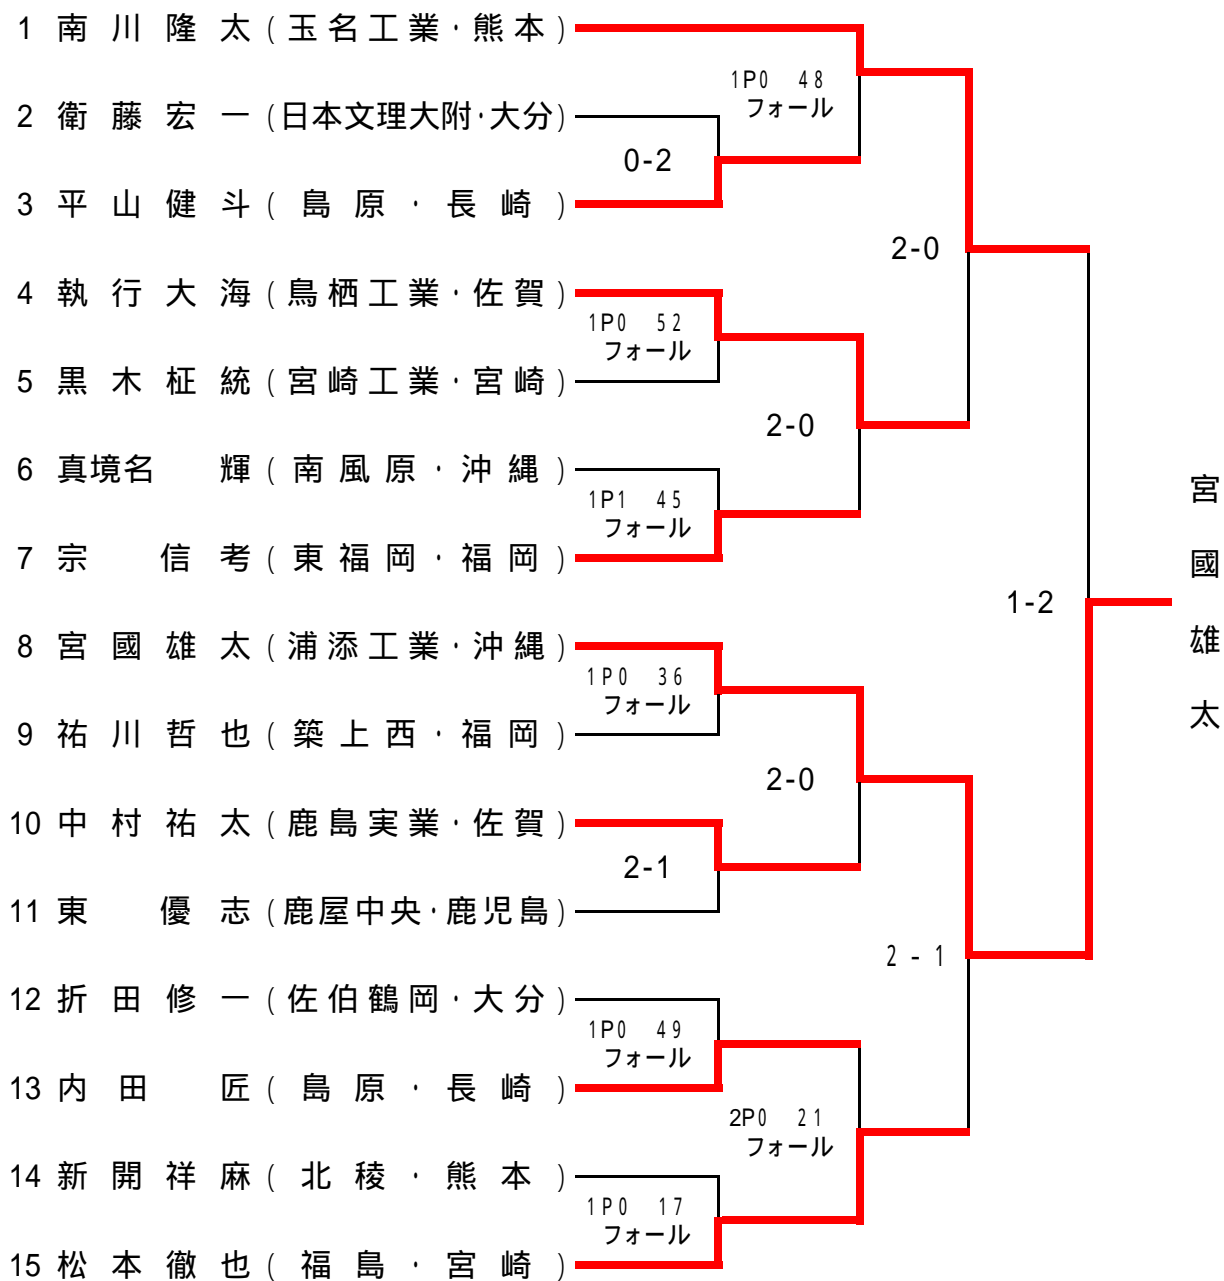 1 南川隆太(玉名工業・熊本)
1P0 48
フォール
2 衛藤宏一(日本文理大附・大分)
0-2
3 平山健斗(島原・長崎)
2-0
4 執行大海(鳥栖工業・佐賀)
1P0 52
フォール
5 黒木柾統(宮崎工業・宮崎)
2-0
6 真境名 輝(南風原・沖縄)
1P1 45
フォール
7 宗 信考(東福岡・福岡)
1-2
宮國雄太
8 宮國雄太(浦添工業・沖縄)
1P0 36
フォール
9 祐川哲也(築上西・福岡)
2-0
10 中村祐太(鹿島実業・佐賀)
2-1
11 東 優志(鹿屋中央・鹿児島)
2-1
12 折田修一(佐伯鶴岡・大分)
1P0 49
フォール
13 内田 匠(島原・長崎)
2P0 21
フォール
14 新開祥麻(北稜・熊本)
1P0 17
フォール
15 松本徹也(福島・宮崎)